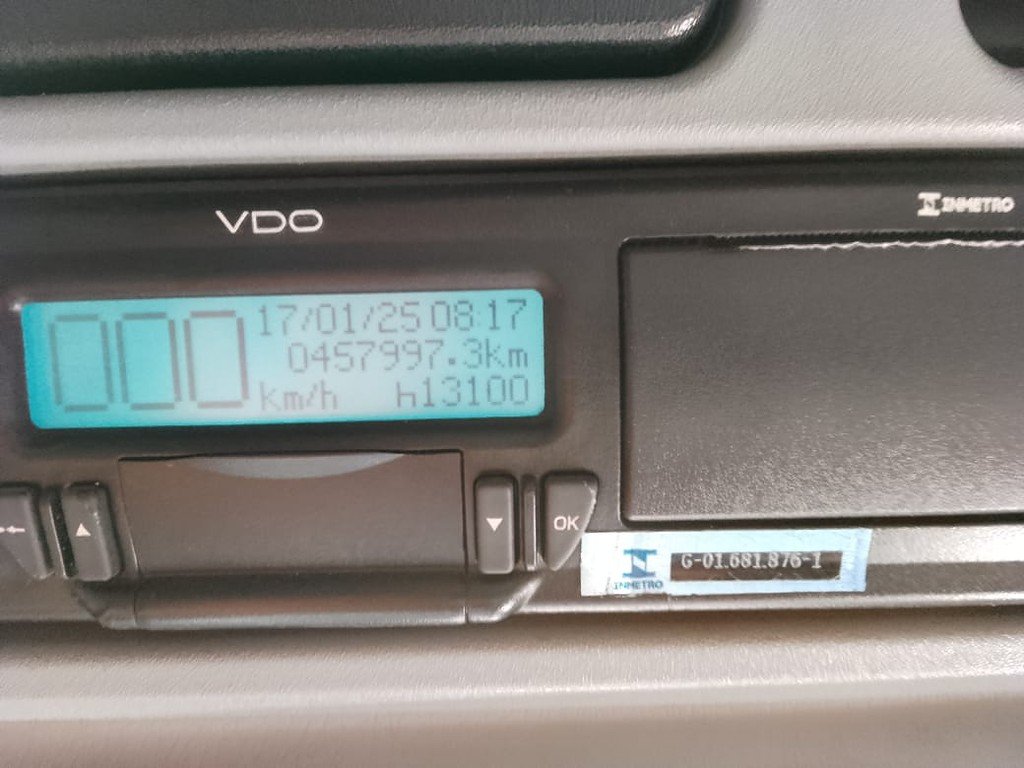 VDO
INMETRO
000 17/01/25 08:17
0457997.3km
km/h h13100
OK
INMETRO
G-01.681.876-1